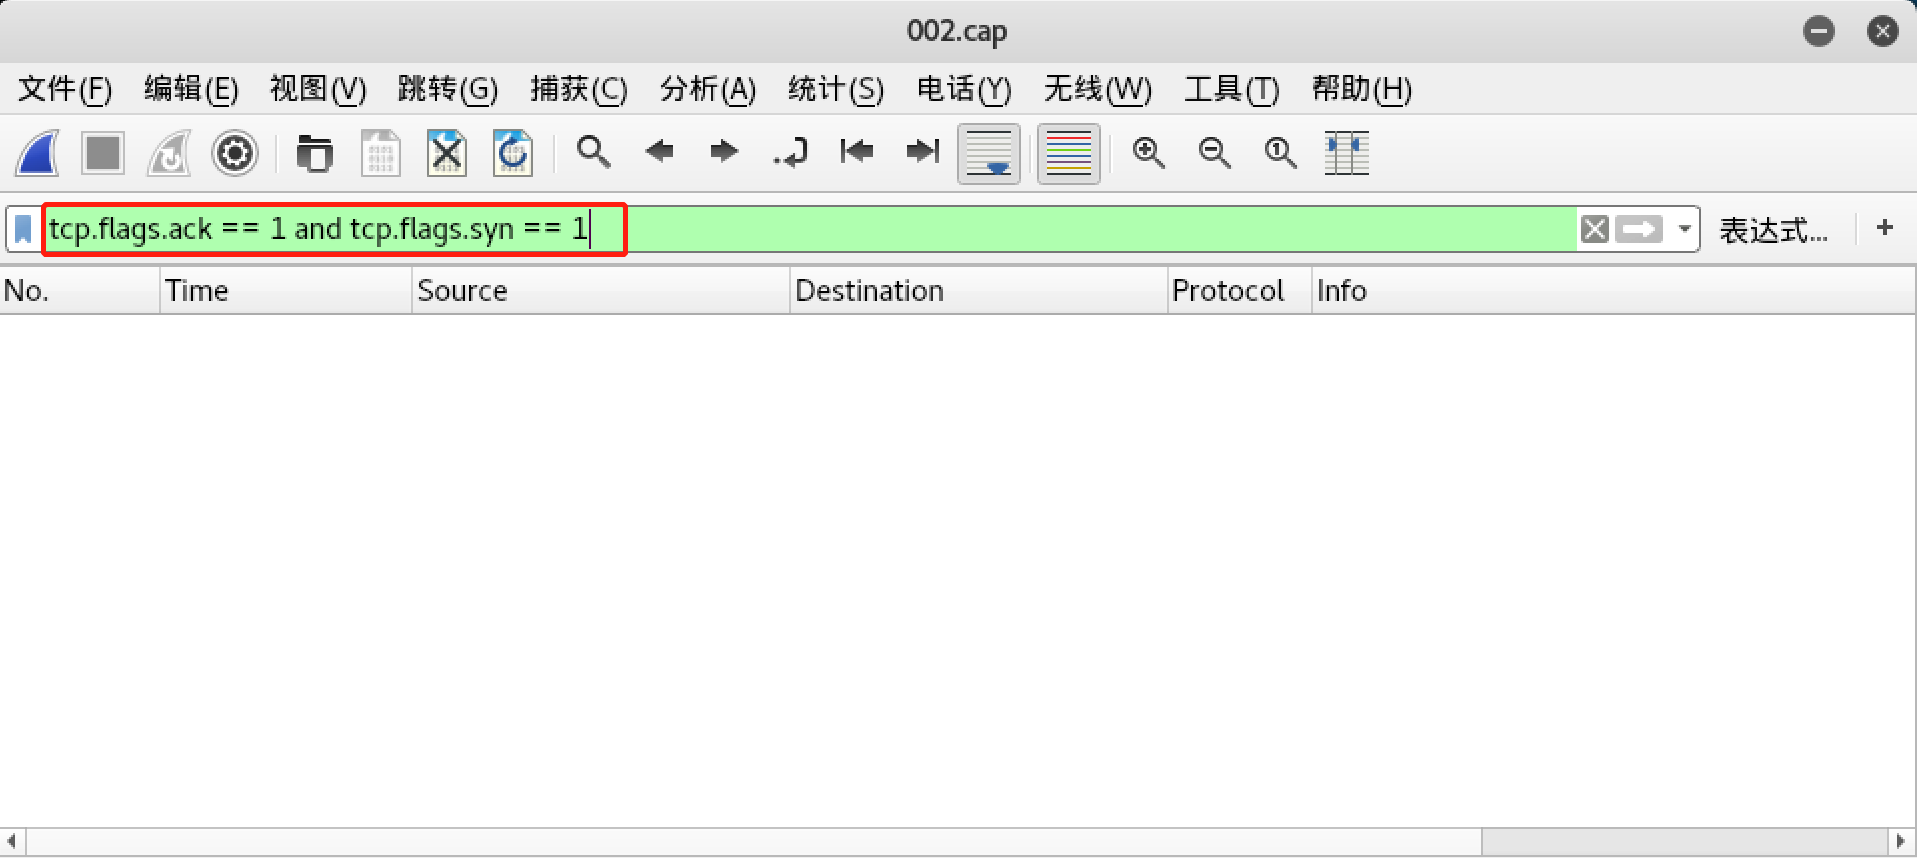 002.cap
文件(F) 编辑(E) 视图(V) 跳转(G) 捕获(C) 分析(A) 统计(S) 电话(Y) 无线(W) 工具(T) 帮助(H)
tcp.flags.ack == 1 and tcp.flags.syn == 1 表达式... +
No. Time Source Destination Protocol Info